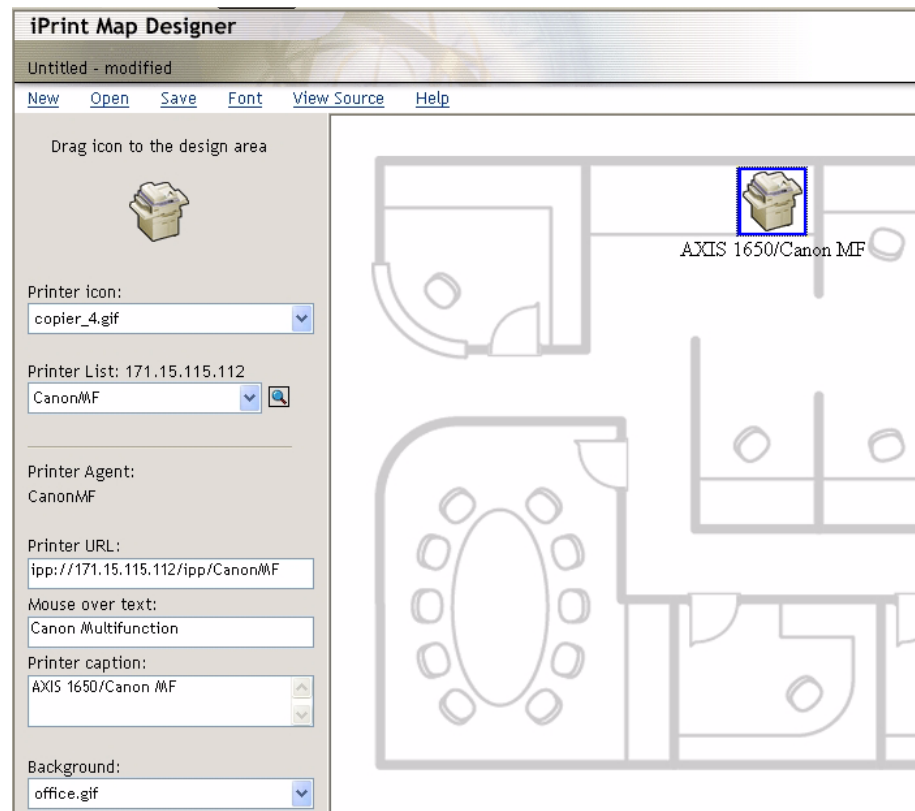 iPrint Map Designer
Untitled - modified
New Open Save Font View Source Help
Drag icon to the design area
Printer icon:
copier_4.gif
Printer List: 171.15.115.112
CanonMF
Printer Agent:
CanonMF
Printer URL:
ipp://171.15.115.112/ipp/CanonMF
Mouse over text:
Canon Multifunction
Printer caption:
AXIS 1650/Canon MF
Background:
office.gif
AXIS 1650/Canon MF